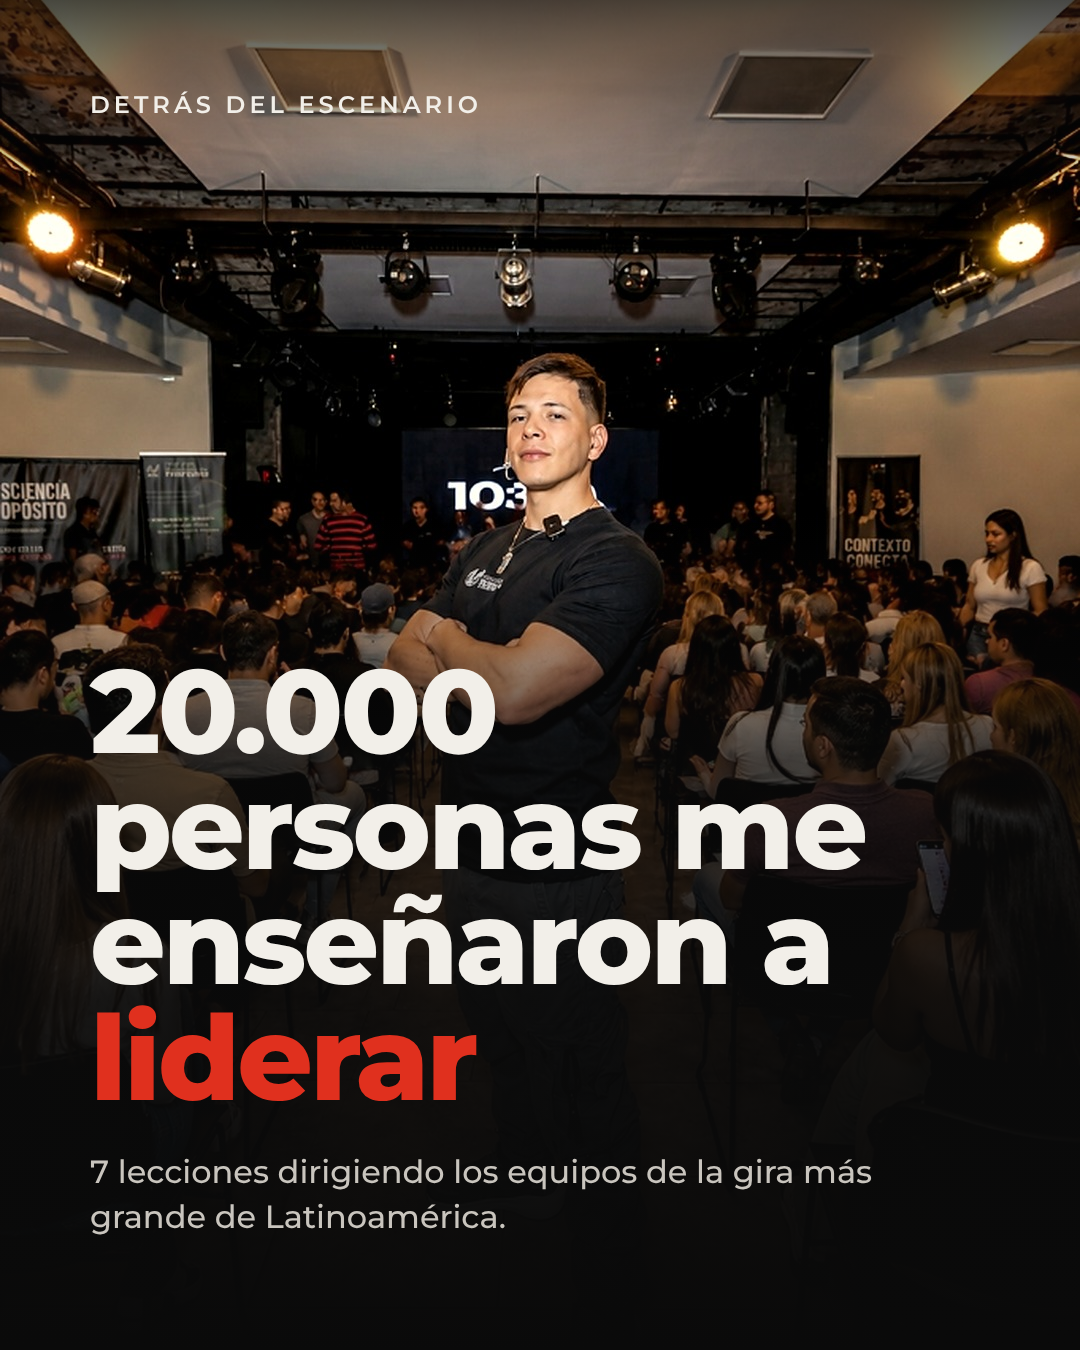 DETRÁS DEL ESCENARIO
103
SCIENCIA
OPÓSITO
CONTEXTO
CONECTA
20.000
personas me
enseñaron a
liderar
7 lecciones dirigiendo los equipos de la gira más
grande de Latinoamérica.